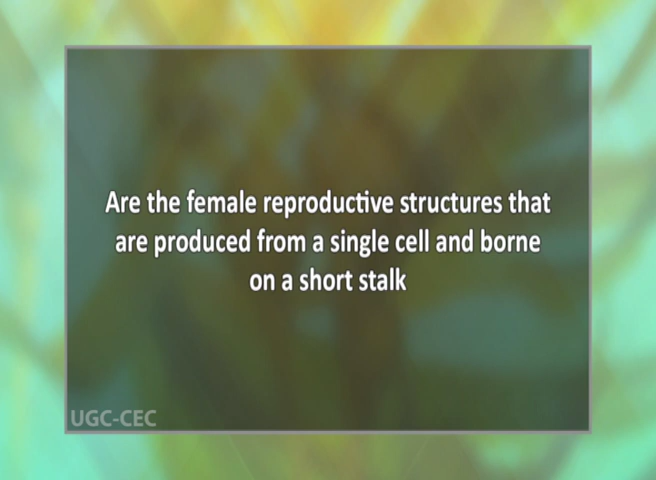 Are the female reproductive structures that
are produced from a single cell and borne
on a short stalk
UGC-CEC